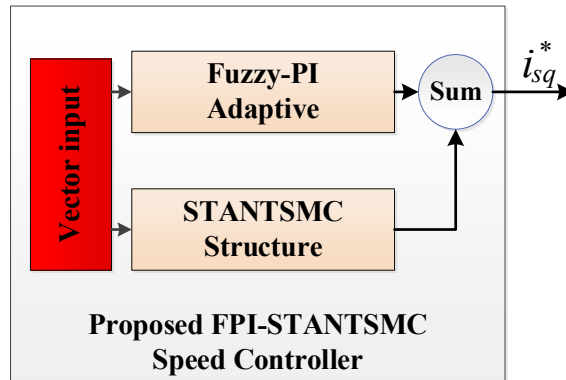 Vector input
Fuzzy-PI
Adaptive
STANTSMC
Structure
Sum
i*sq
Proposed FPI-STANTSMC
Speed Controller